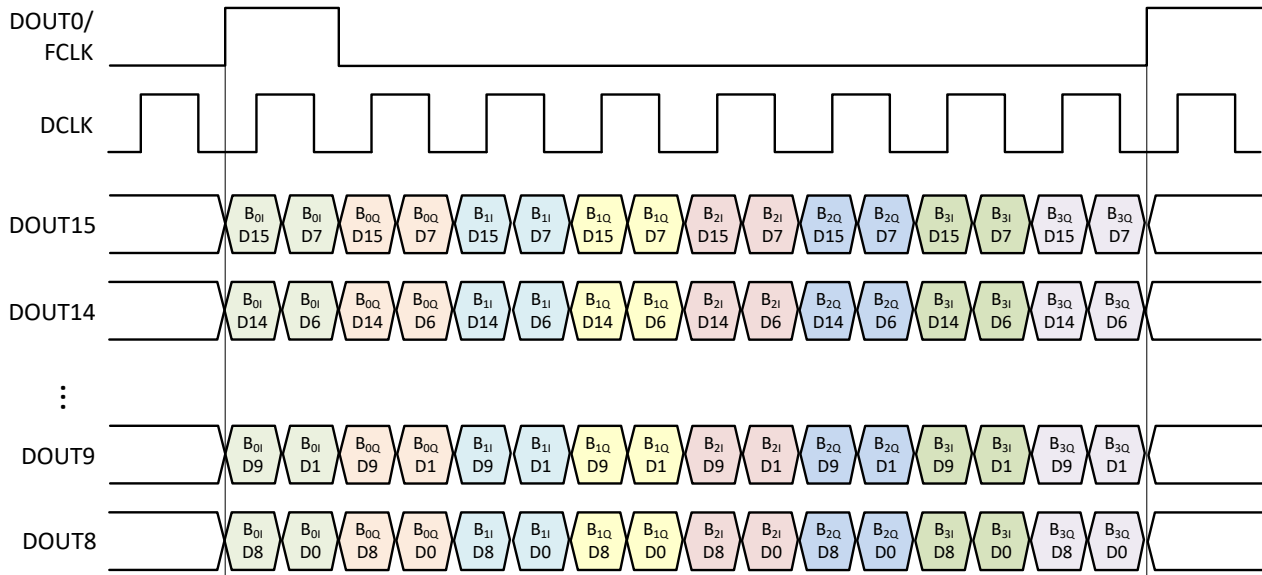 DOUT0/
FCLK
DCLK
DOUT15
B0I B0I B0Q B0Q B1I B1I B1Q B1Q B2I B2I B2Q B2Q B3I B3I B3Q B3Q
D15 D7 D15 D7 D15 D7 D15 D7 D15 D7 D15 D7 D15 D7 D15 D7
DOUT14
B0I B0I B0Q B0Q B1I B1I B1Q B1Q B2I B2I B2Q B2Q B3I B3I B3Q B3Q
D14 D6 D14 D6 D14 D6 D14 D6 D14 D6 D14 D6 D14 D6 D14 D6
⋮
DOUT9
B0I B0I B0Q B0Q B1I B1I B1Q B1Q B2I B2I B2Q B2Q B3I B3I B3Q B3Q
D9 D1 D9 D1 D9 D1 D9 D1 D9 D1 D9 D1 D9 D1 D9 D1
DOUT8
B0I B0I B0Q B0Q B1I B1I B1Q B1Q B2I B2I B2Q B2Q B3I B3I B3Q B3Q
D8 D0 D8 D0 D8 D0 D8 D0 D8 D0 D8 D0 D8 D0 D8 D0